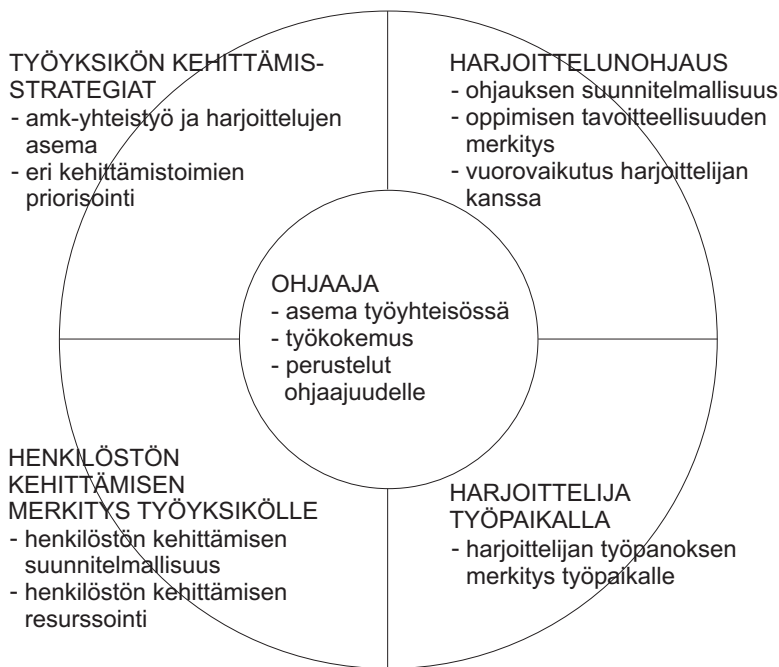 TYÖYKSIKÖN KEHITTÄMIS-
STRATEGIAT
- amk-yhteistyö ja harjoittelujen
asema
- eri kehittämistoimien
priorisointi
HARJOITTELUNOHJAUS
- ohjauksen suunnitelmallisuus
- oppimisen tavoitteellisuuden
merkitys
- vuorovaikutus harjoittelijan
kanssa
OHJAAJA
- asema työyhteisössä
- työkokemus
- perustelut
ohjaajuudelle
HENKILÖSTÖN
KEHITTÄMISEN
MERKITYS TYÖYKSIKÖLLE
- henkilöstön kehittämisen
suunnitelmallisuus
- henkilöstön kehittämisen
resurssointi
HARJOITTELIJA
TYÖPAIKALLA
- harjoittelijan työpanoksen
merkitys työpaikalle